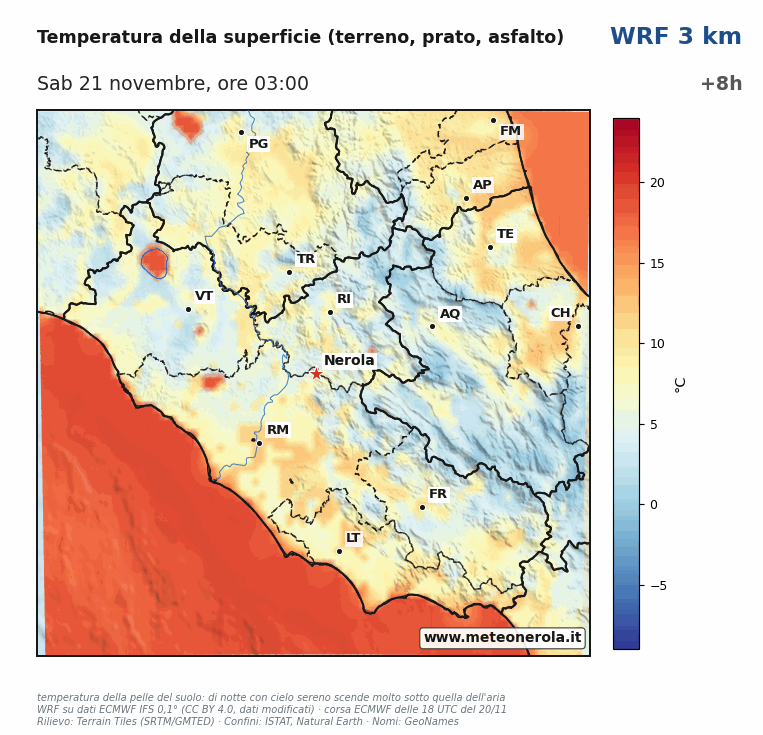 Temperatura della superficie (terreno, prato, asfalto)
WRF 3 km
Sab 21 novembre, ore 03:00
+8h
FM
PG
AP
TE
TR
VT
RI
AQ
CH
Nerola
RM
FR
LT
20
15
10
5
0
−5
°C
www.meteonerola.it
temperatura della pelle del suolo: di notte con cielo sereno scende molto sotto quella dell'aria
WRF su dati ECMWF IFS 0,1° (CC BY 4.0, dati modificati) · corsa ECMWF delle 18 UTC del 20/11
Rilievo: Terrain Tiles (SRTM/GMTED) · Confini: ISTAT, Natural Earth · Nomi: GeoNames